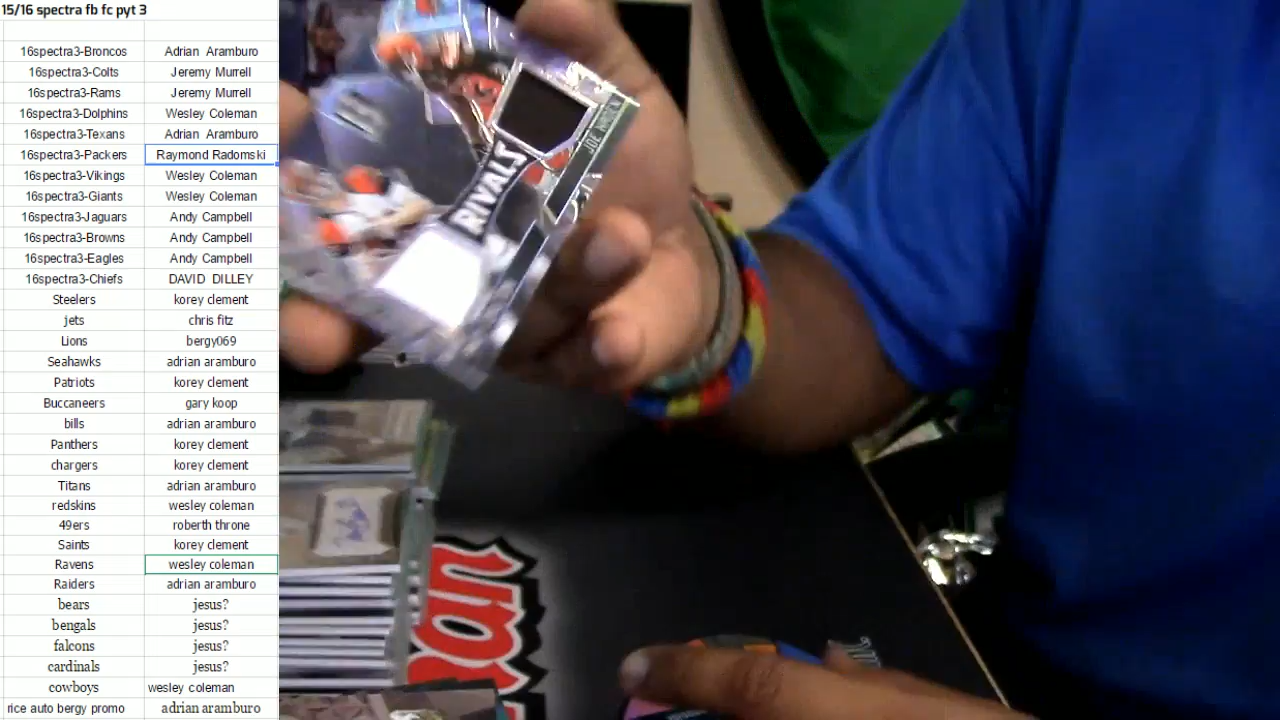 15/16 spectra fb fc pyt 3
16spectra3-Broncos Adrian Aramburo
16spectra3-Colts Jeremy Murrell
16spectra3-Rams Jeremy Murrell
16spectra3-Dolphins Wesley Coleman
16spectra3-Texans Adrian Aramburo
16spectra3-Packers Raymond Radomski
16spectra3-Vikings Wesley Coleman
16spectra3-Giants Wesley Coleman
16spectra3-Jaguars Andy Campbell
16spectra3-Browns Andy Campbell
16spectra3-Eagles Andy Campbell
16spectra3-Chiefs DAVID DILLEY
Steelers korey clement
jets chris fitz
Lions bergy069
Seahawks adrian aramburo
Patriots korey clement
Buccaneers gary koop
bills adrian aramburo
Panthers korey clement
chargers korey clement
Titans adrian aramburo
redskins wesley coleman
49ers roberth throne
Saints korey clement
Ravens wesley coleman
Raiders adrian aramburo
bears jesus?
bengals jesus?
falcons jesus?
cardinals jesus?
cowboys wesley coleman
rice auto bergy promo adrian aramburo
RIVALS
JOE